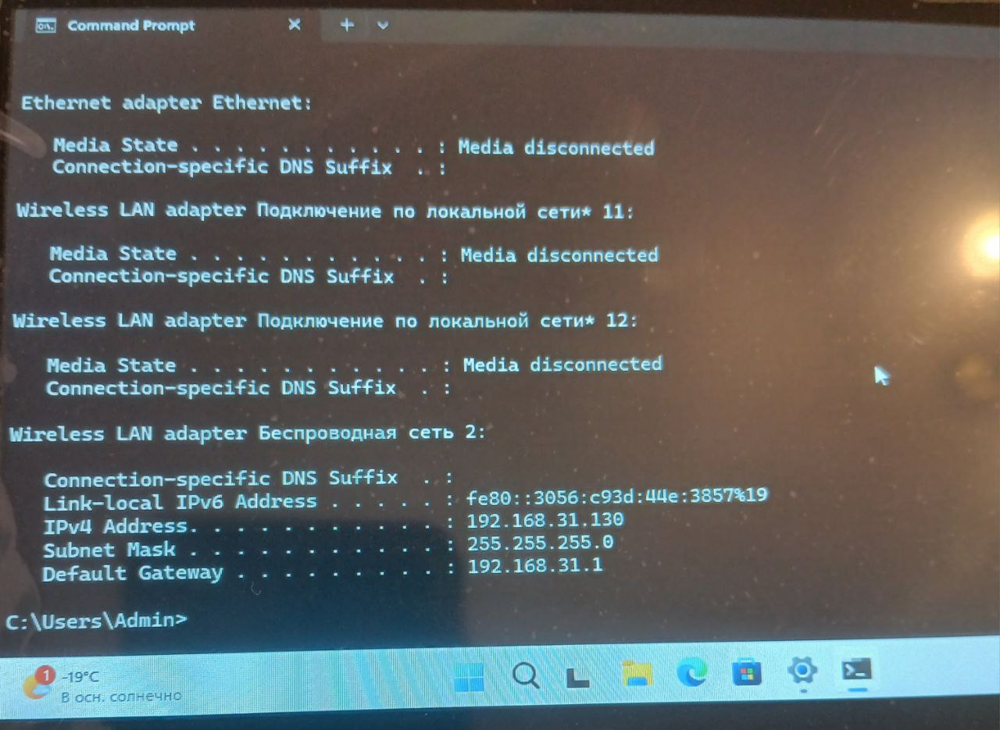 Command Prompt
Ethernet adapter Ethernet:
Media State . . . . . . . . . . . : Media disconnected
Connection-specific DNS Suffix  . :
Wireless LAN adapter Подключение по локальной сети* 11:
Media State . . . . . . . . . . . : Media disconnected
Connection-specific DNS Suffix  . :
Wireless LAN adapter Подключение по локальной сети* 12:
Media State . . . . . . . . . . . : Media disconnected
Connection-specific DNS Suffix  . :
Wireless LAN adapter Беспроводная сеть 2:
Connection-specific DNS Suffix  . :
Link-local IPv6 Address . . . . . : fe80::3056:c93d:44e:3857%19
IPv4 Address. . . . . . . . . . . : 192.168.31.130
Subnet Mask . . . . . . . . . . . : 255.255.255.0
Default Gateway . . . . . . . . . : 192.168.31.1
C:\Users\Admin>
1
-19°C
В осн. солнечно